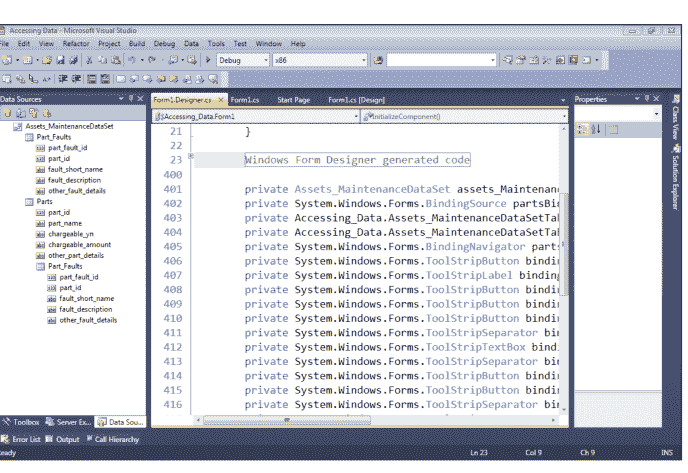 Accessing Data - Microsoft Visual Studio
File Edit View Refactor Project Build Debug Data Tools Test Window Help
Debug x86
Data Sources
Form1.Designer.cs × Form1.cs Start Page Form1.cs [Design]
Properties
Accessing_Data.Form1 InitializeComponent()
Assets_MaintenanceDataSet
Part_Faults
part_fault_id
part_id
fault_short_name
fault_description
other_fault_details
Parts
part_id
part_name
chargeable_yn
chargeable_amount
other_part_details
Part_Faults
part_fault_id
part_id
fault_short_name
fault_description
other_fault_details
21 }
22
23 Windows Form Designer generated code
400
401 private Assets_MaintenanceDataSet assets_Maintenan
402 private System.Windows.Forms.BindingSource partsBi
403 private Accessing_Data.Assets_MaintenanceDataSetTa
404 private Accessing_Data.Assets_MaintenanceDataSetTa
405 private System.Windows.Forms.BindingNavigator part
406 private System.Windows.Forms.ToolStripButton bindi
407 private System.Windows.Forms.ToolStripLabel bindin
408 private System.Windows.Forms.ToolStripButton bindi
409 private System.Windows.Forms.ToolStripButton bindi
410 private System.Windows.Forms.ToolStripButton bindi
411 private System.Windows.Forms.ToolStripSeparator bi
412 private System.Windows.Forms.ToolStripTextBox bind
413 private System.Windows.Forms.ToolStripSeparator bi
414 private System.Windows.Forms.ToolStripButton bindi
415 private System.Windows.Forms.ToolStripButton bindi
416 private System.Windows.Forms.ToolStripSeparator bi
Class View
Solution Explorer
Toolbox Server Ex... Data Sou...
Error List Output Call Hierarchy
Ready Ln 23 Col 9 Ch 9 INS